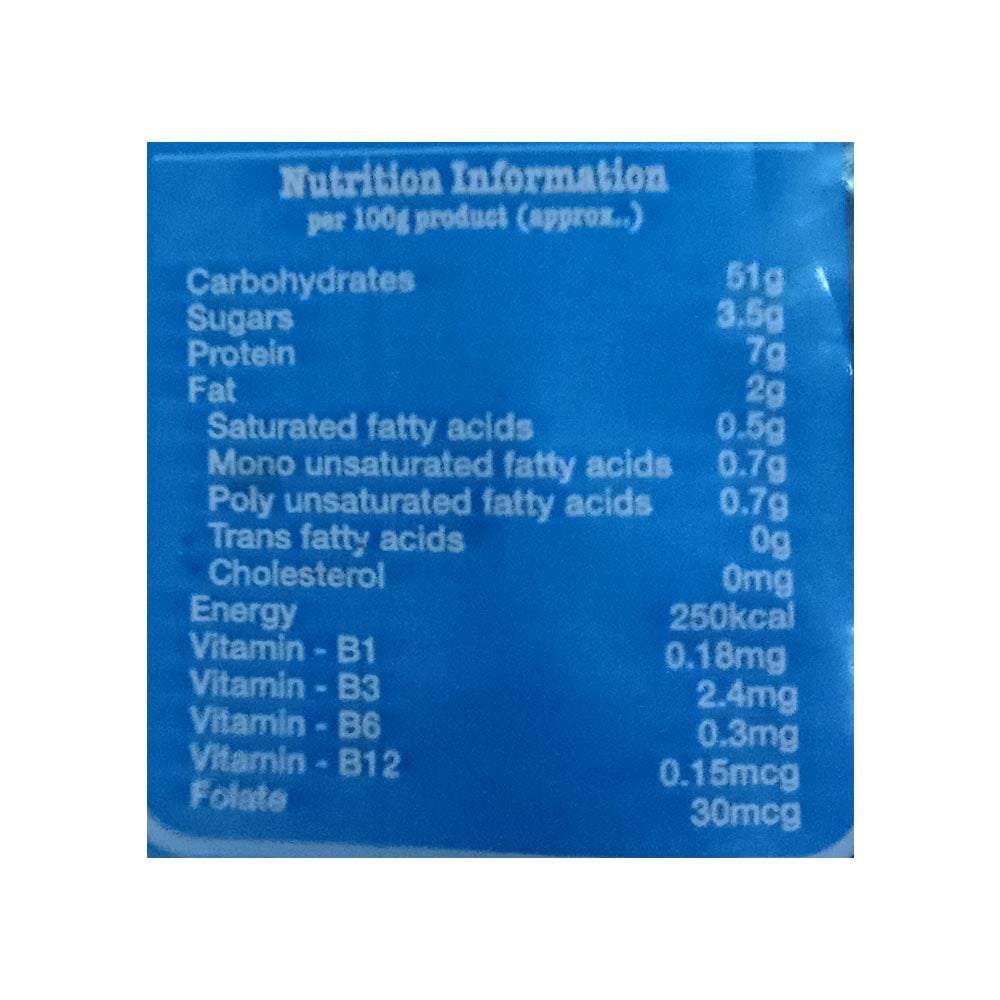 Nutrition Information
per 100g product (approx..)
Carbohydrates 51g
Sugars 3.5g
Protein 7g
Fat 2g
Saturated fatty acids 0.5g
Mono unsaturated fatty acids 0.7g
Poly unsaturated fatty acids 0.7g
Trans fatty acids 0g
Cholesterol 0mg
Energy 250kcal
Vitamin - B1 0.18mg
Vitamin - B3 2.4mg
Vitamin - B6 0.3mg
Vitamin - B12 0.15mcg
Folate 30mcg